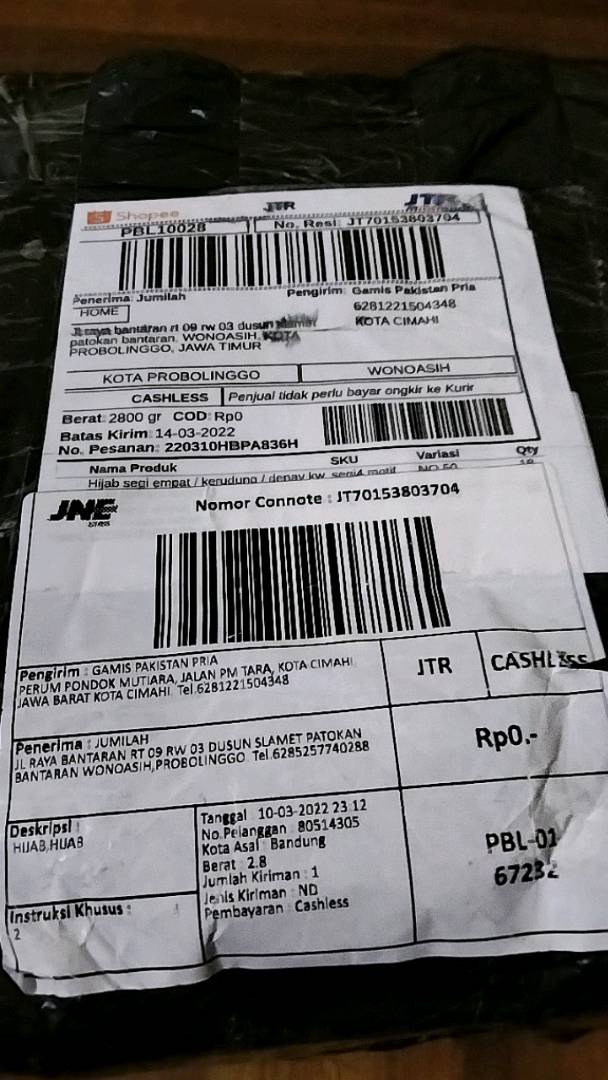 Shopee
JTR
JTR
PBL10028
No. Resi: JT70153803704
Penerima: Jumilah
Pengirim: Gamis Pakistan Pria
HOME
6281221504348
Jl raya bantaran rt 09 rw 03 dusun
KOTA CIMAHI
patokan bantaran, WONOASIH, KOTA
PROBOLINGGO, JAWA TIMUR
KOTA PROBOLINGGO
WONOASIH
CASHLESS
Penjual tidak perlu bayar ongkir ke Kurir
Berat: 2800 gr COD: Rp0
Batas Kirim: 14-03-2022
No. Pesanan: 220310HBPA836H
Nama Produk
SKU
Variasi
Qty
Hijab segi empat / kerudung / denay kw segi4 motif
NO 50
JNE
Nomor Connote : JT70153803704
Pengirim : GAMIS PAKISTAN PRIA
PERUM PONDOK MUTIARA, JALAN PM TARA, KOTA CIMAHI,
JAWA BARAT KOTA CIMAHI. Tel.6281221504348
JTR
CASHLESS
Penerima : JUMILAH
JL RAYA BANTARAN RT 09 RW 03 DUSUN SLAMET PATOKAN
BANTARAN WONOASIH,PROBOLINGGO. Tel.6285257740288
Rp0.-
Deskripsi :
HIJAB,HIJAB
Tanggal : 10-03-2022 23:12
No.Pelanggan : 80514305
Kota Asal : Bandung
Berat : 2.8
Jumlah Kiriman : 1
Jenis Kiriman : ND
Pembayaran : Cashless
PBL-01
67232
Instruksi Khusus :
2